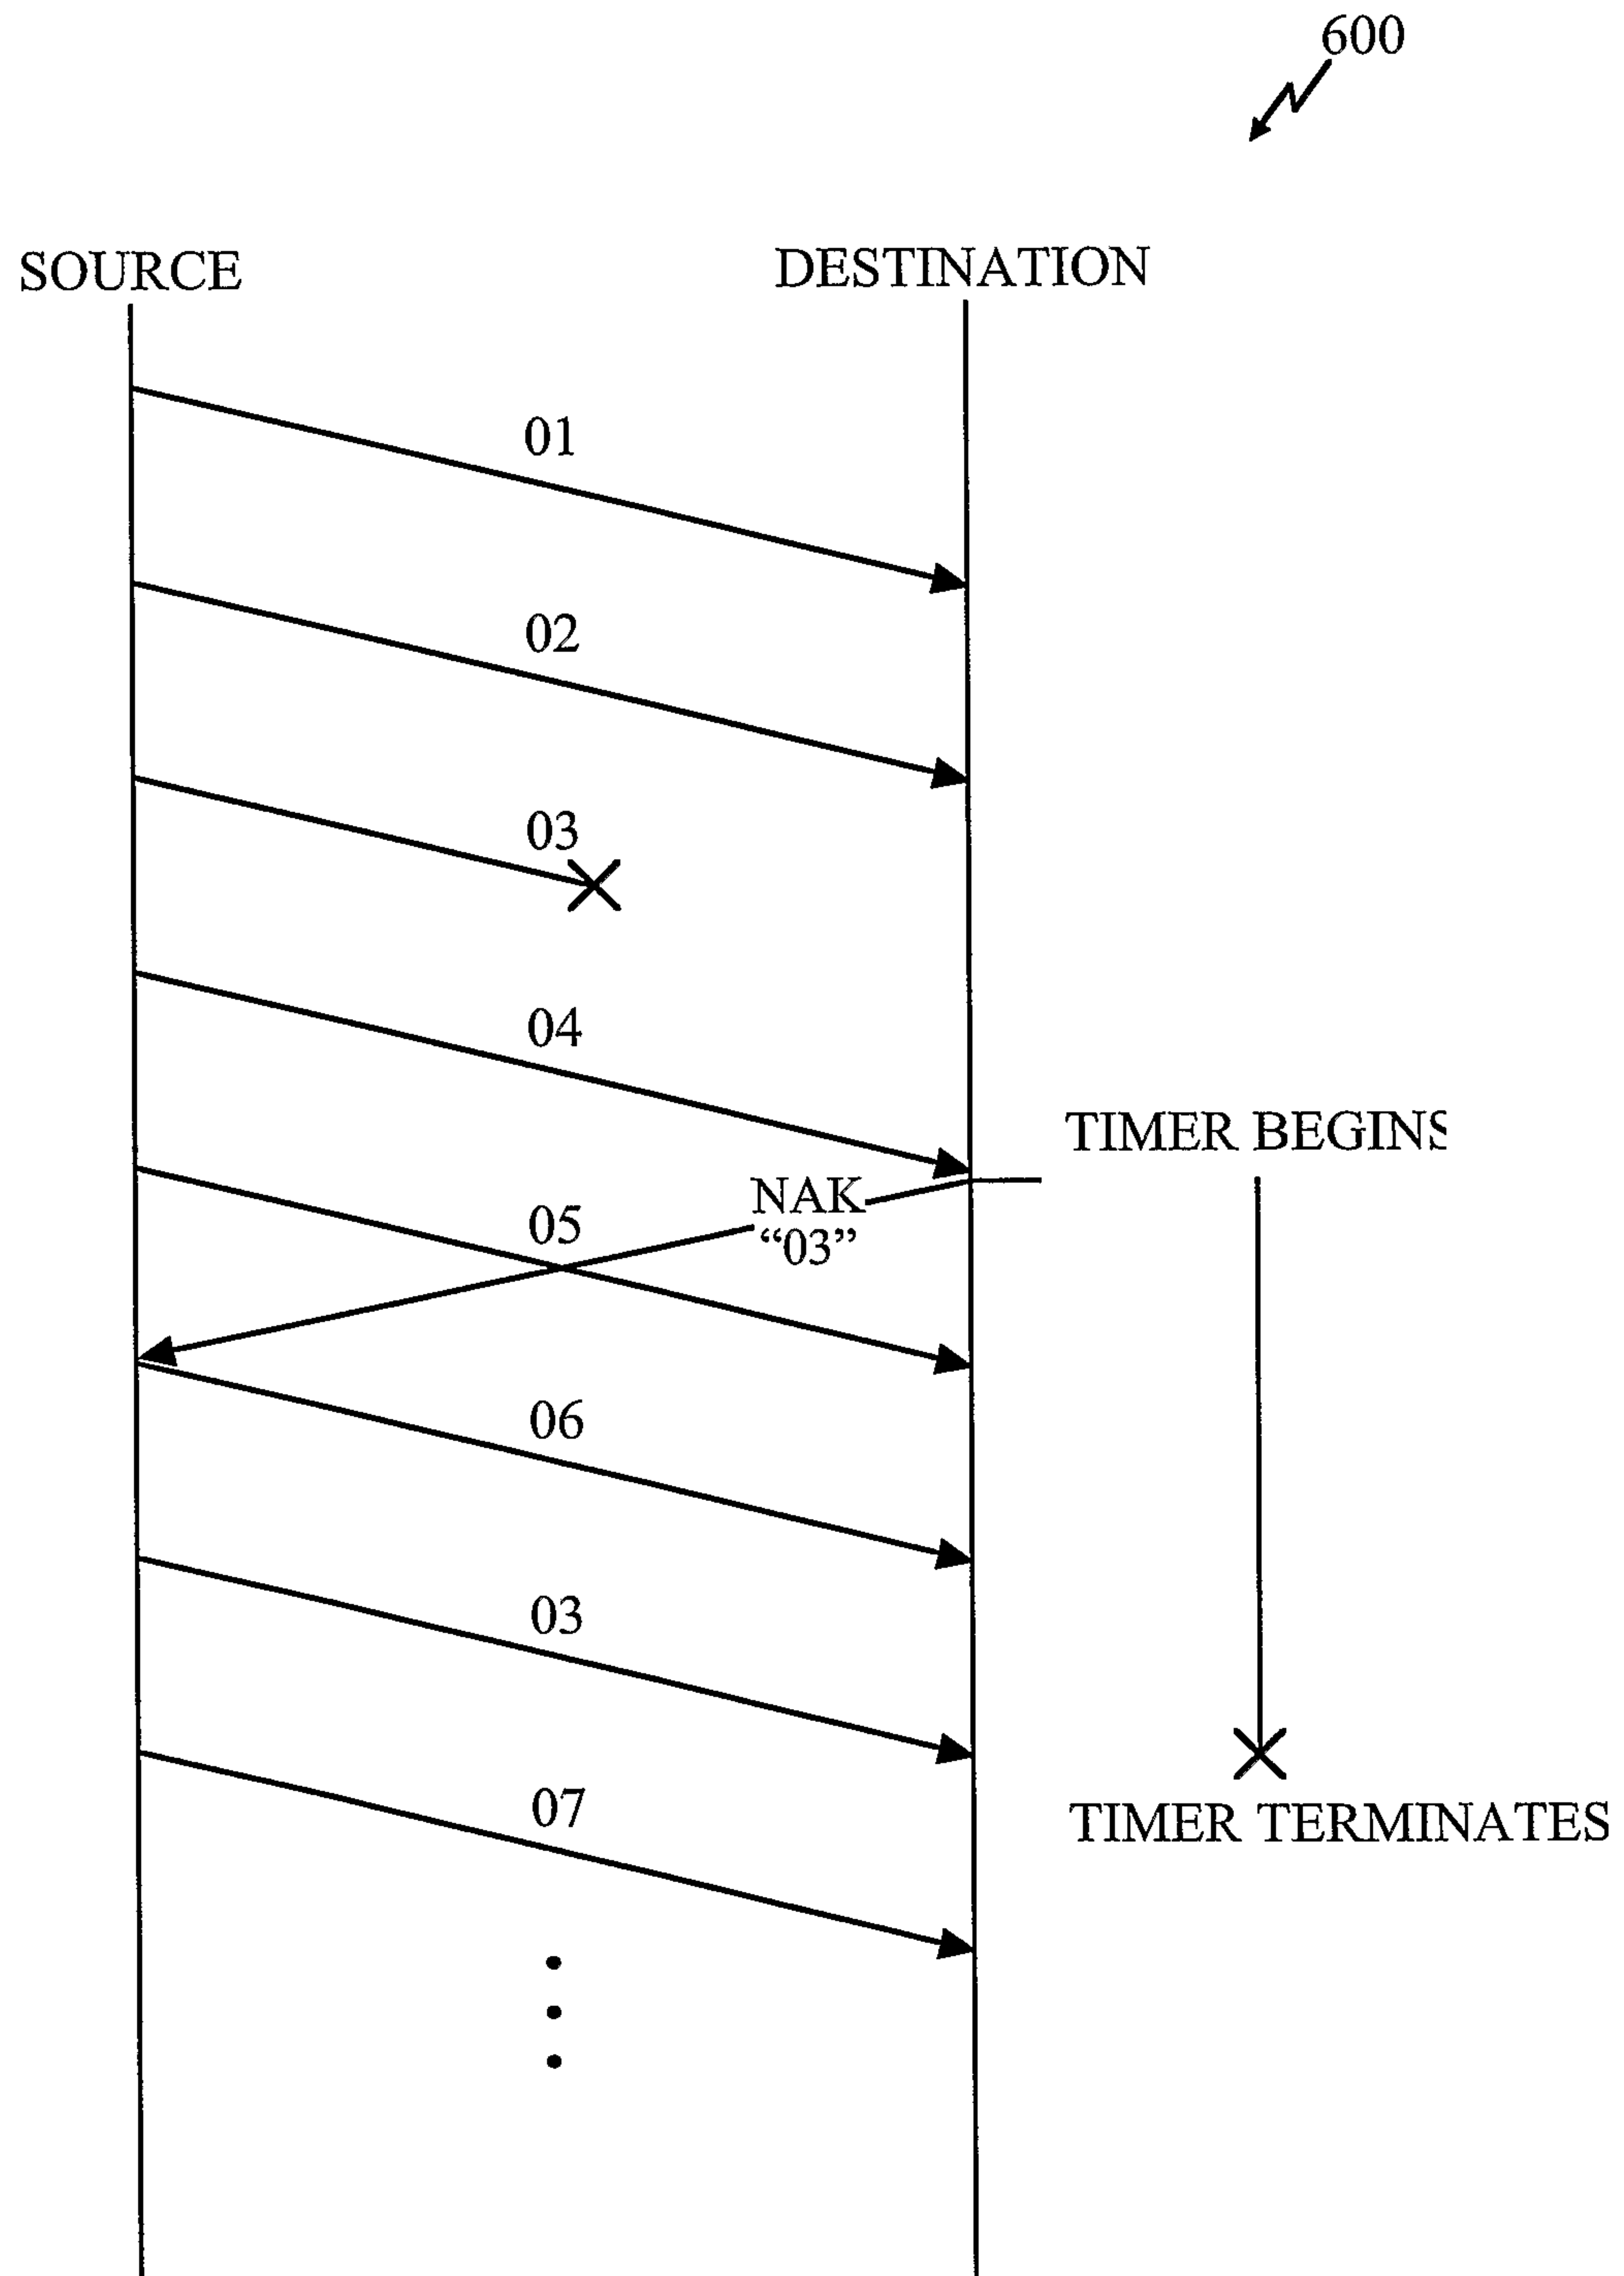 600
SOURCE
DESTINATION
01
02
03
04
TIMER BEGINS
NAK
05
“03”
06
03
07
TIMER TERMINATES